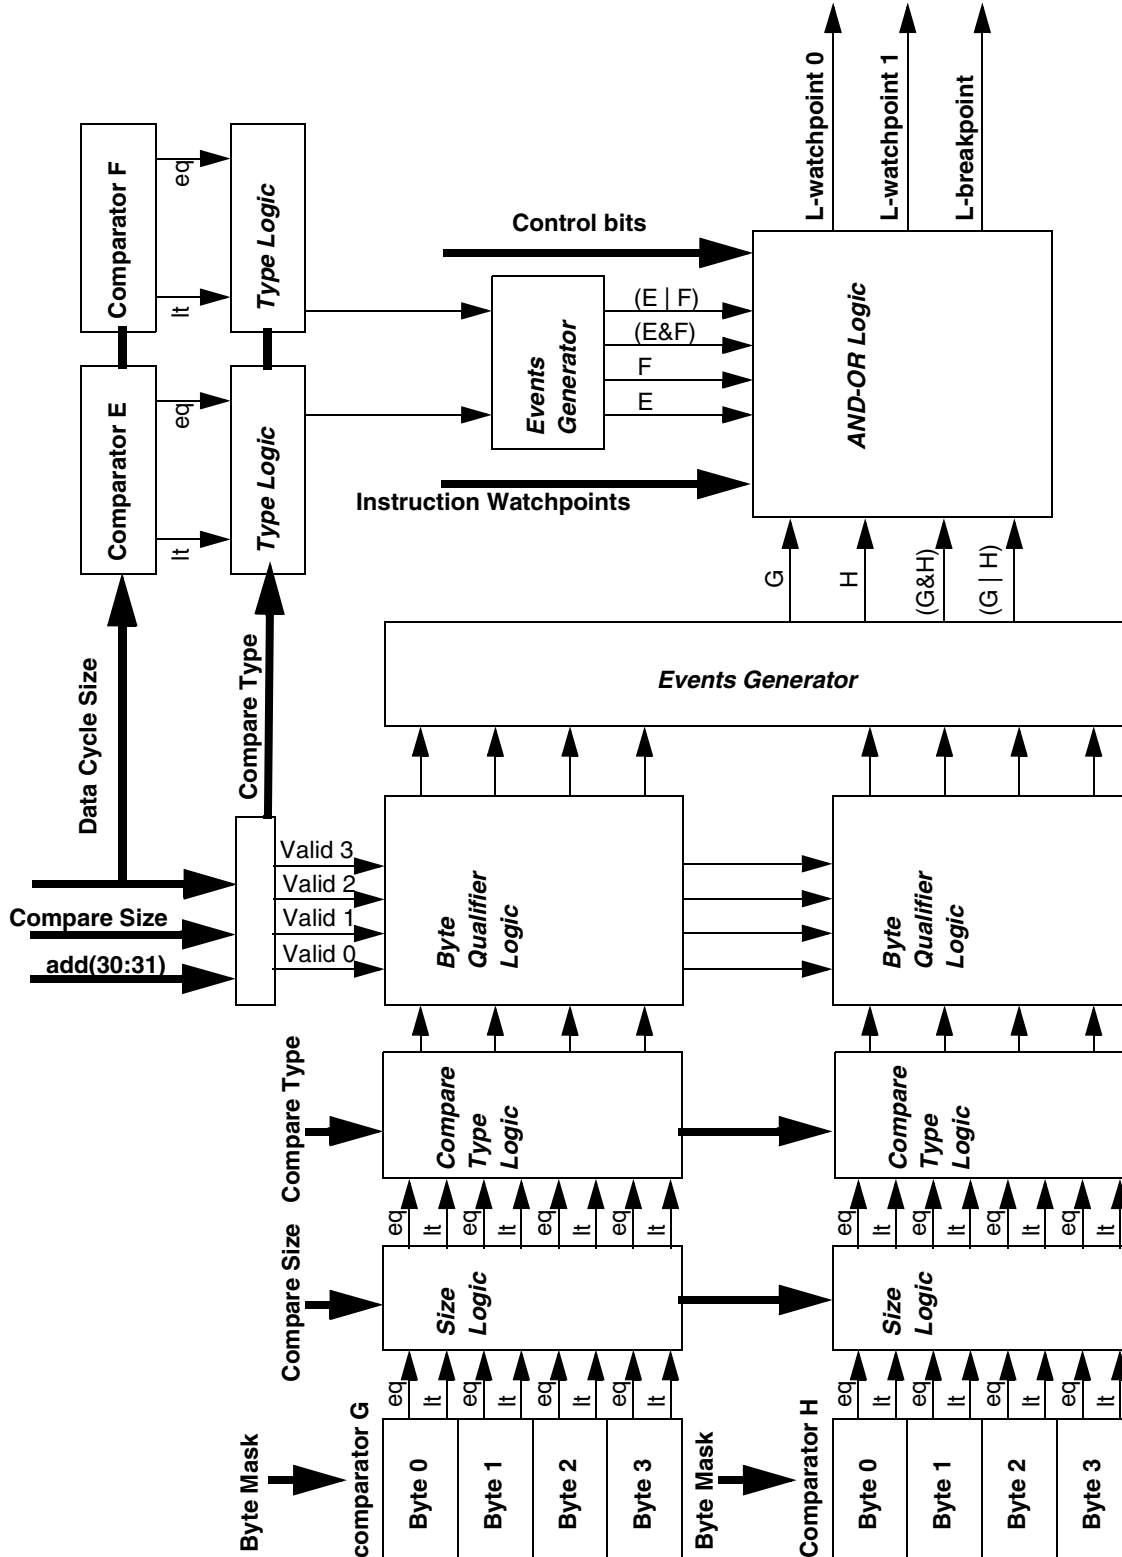 L-watchpoint 0
L-watchpoint 1
L-breakpoint
Comparator F
eq
lt
Type Logic
Control bits
(E | F)
(E&F)
F
E
Events
Generator
AND-OR Logic
Comparator E
eq
lt
Type Logic
Instruction Watchpoints
G
H
(G&H)
(G | H)
Data Cycle Size
Compare Type
Events Generator
Compare Size
add(30:31)
Valid 3
Valid 2
Valid 1
Valid 0
Byte
Qualifier
Logic
Byte
Qualifier
Logic
Compare Type
Compare
Type
Logic
Compare
Type
Logic
eq
lt
eq
lt
eq
lt
eq
lt
eq
lt
eq
lt
eq
lt
eq
lt
Compare Size
Size
Logic
Size
Logic
eq
lt
eq
lt
eq
lt
eq
lt
eq
lt
eq
lt
eq
lt
eq
lt
Byte Mask
comparator G
Byte 0
Byte 1
Byte 2
Byte 3
Byte Mask
Comparator H
Byte 0
Byte 1
Byte 2
Byte 3